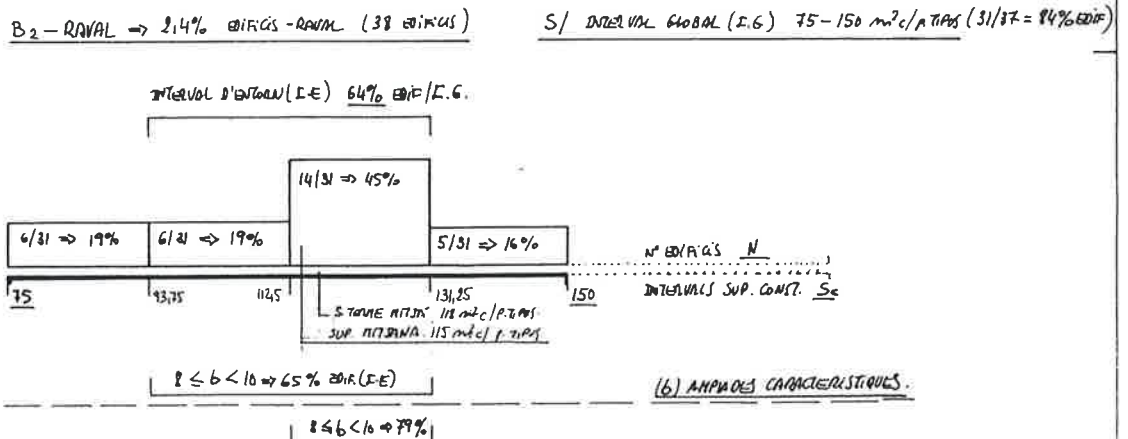 B2-RAVAL => 2,4% EDIFICIS-RAVAL (38 EDIFICIS)
S/ INTERVAL GLOBAL (I.G) 75-150 m²c/P.TIPUS (31/37 = 84% EDIF)
INTERVAL D'ENTORN (I.E) 64% EDIF/I.G.
14/31 => 45%
6/31 => 19%
6/31 => 19%
5/31 => 16%
Nº EDIFICIS N
75
93,75
112,5
131,25
150
INTERVALS SUP. CONST. Sc
S. TOTAL MITJA 118 m²c/P.TIPUS
SUP. MITJANA 115 m²c/P.TIPUS
8 ≤ b < 10 => 65% EDIF. (I-E)
(b) AMPLADES CARACTERISTIQUES.
8 ≤ b < 10 => 79%